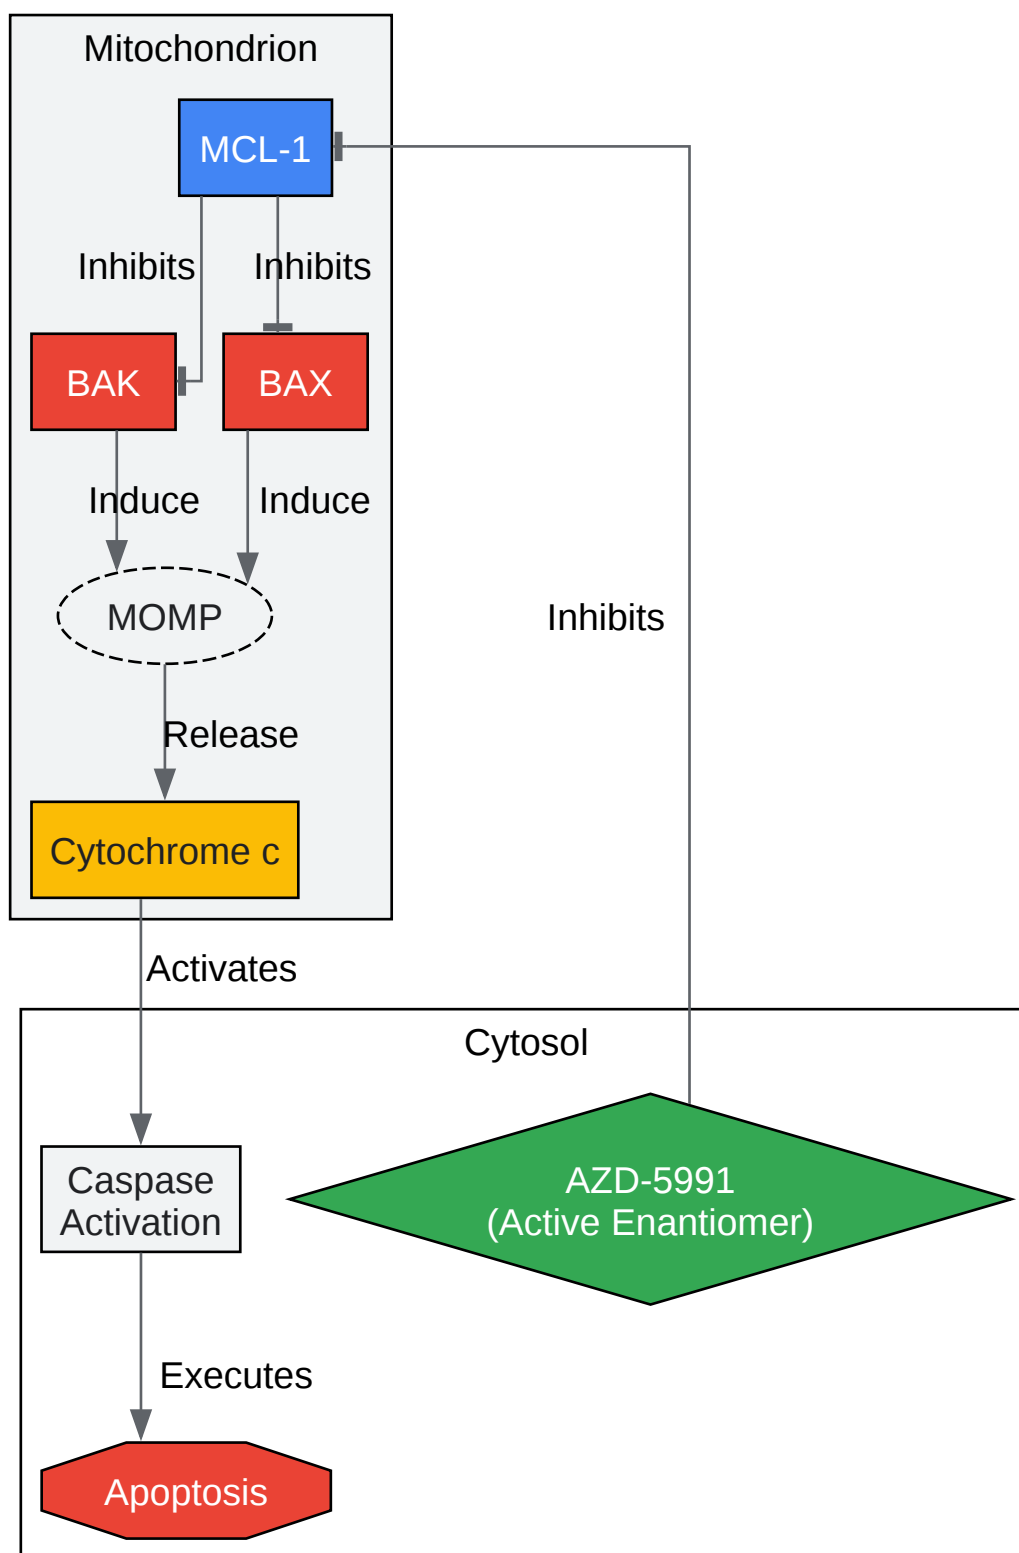 Mitochondrion
MCL-1
Inhibits
Inhibits
BAK
BAX
Induce
Induce
MOMP
Inhibits
Release
Cytochrome c
Activates
Cytosol
Caspase
Activation
AZD-5991
(Active Enantiomer)
Executes
Apoptosis